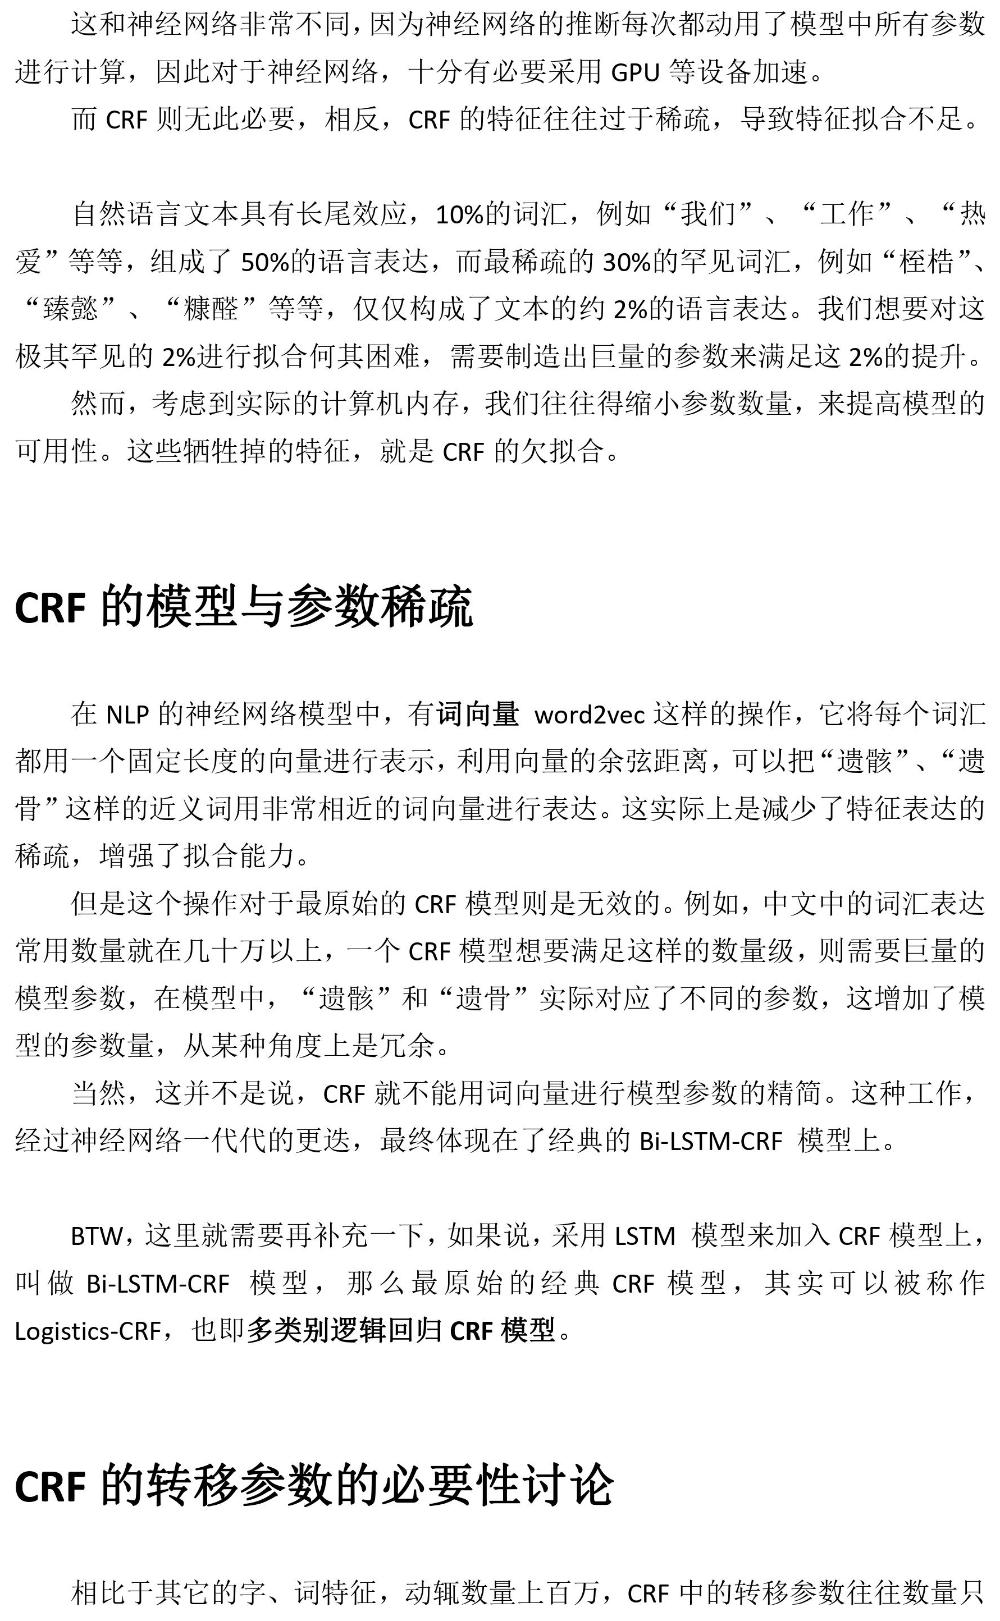 这和神经网络非常不同，因为神经网络的推断每次都动用了模型中所有参数
进行计算，因此对于神经网络，十分有必要采用 GPU 等设备加速。
而 CRF 则无此必要，相反，CRF 的特征往往过于稀疏，导致特征拟合不足。
自然语言文本具有长尾效应，10%的词汇，例如“我们”、“工作”、“热
爱”等等，组成了 50%的语言表达，而最稀疏的 30%的罕见词汇，例如“桎梏”、
“臻懿”、“糠醛”等等，仅仅构成了文本的约 2%的语言表达。我们想要对这
极其罕见的 2%进行拟合何其困难，需要制造出巨量的参数来满足这 2%的提升。
然而，考虑到实际的计算机内存，我们往往得缩小参数数量，来提高模型的
可用性。这些牺牲掉的特征，就是 CRF 的欠拟合。
CRF 的模型与参数稀疏
在 NLP 的神经网络模型中，有词向量 word2vec 这样的操作，它将每个词汇
都用一个固定长度的向量进行表示，利用向量的余弦距离，可以把“遗骸”、“遗
骨”这样的近义词用非常相近的词向量进行表达。这实际上是减少了特征表达的
稀疏，增强了拟合能力。
但是这个操作对于最原始的 CRF 模型则是无效的。例如，中文中的词汇表达
常用数量就在几十万以上，一个 CRF 模型想要满足这样的数量级，则需要巨量的
模型参数，在模型中，“遗骸”和“遗骨”实际对应了不同的参数，这增加了模
型的参数量，从某种角度上是冗余。
当然，这并不是说，CRF 就不能用词向量进行模型参数的精简。这种工作，
经过神经网络一代代的更迭，最终体现在了经典的 Bi-LSTM-CRF 模型上。
BTW，这里就需要再补充一下，如果说，采用 LSTM 模型来加入 CRF 模型上，
叫做 Bi-LSTM-CRF 模型，那么最原始的经典 CRF 模型，其实可以被称作
Logistics-CRF，也即多类别逻辑回归 CRF 模型。
CRF 的转移参数的必要性讨论
相比于其它的字、词特征，动辄数量上百万，CRF 中的转移参数往往数量只